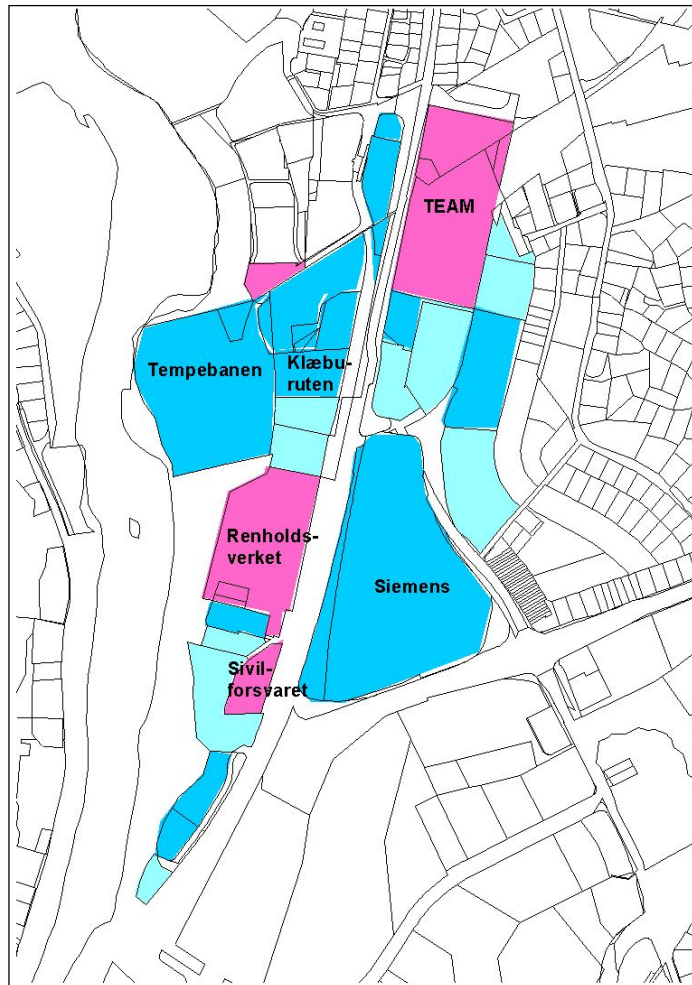 TEAM
Tempebanen
Klæbu-
ruten
Renholds-
verket
Siemens
Sivil-
forsvaret